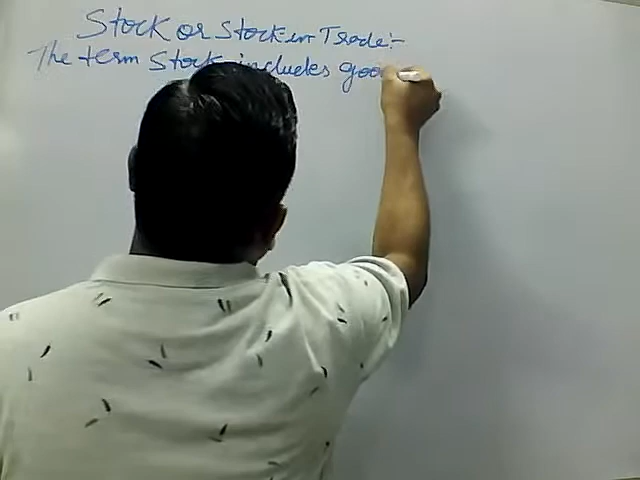 Stock or Stock in Trade:-
The term Stock includes goo